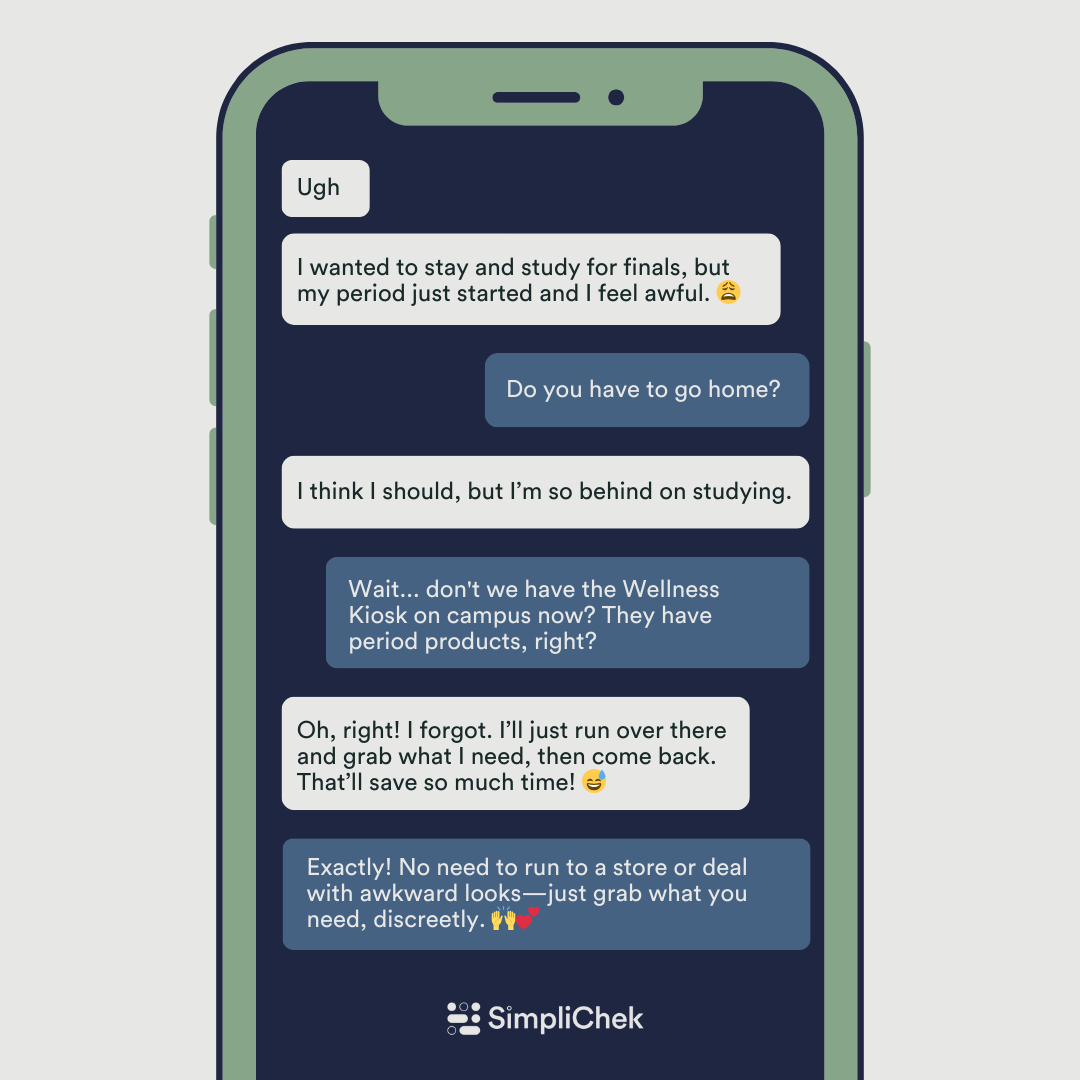 Ugh
I wanted to stay and study for finals, but
my period just started and I feel awful. 😩
Do you have to go home?
I think I should, but I’m so behind on studying.
Wait... don't we have the Wellness
Kiosk on campus now? They have
period products, right?
Oh, right! I forgot. I’ll just run over there
and grab what I need, then come back.
That’ll save so much time! 😅
Exactly! No need to run to a store or deal
with awkward looks—just grab what you
need, discreetly. 🙌💕
SimpliChek